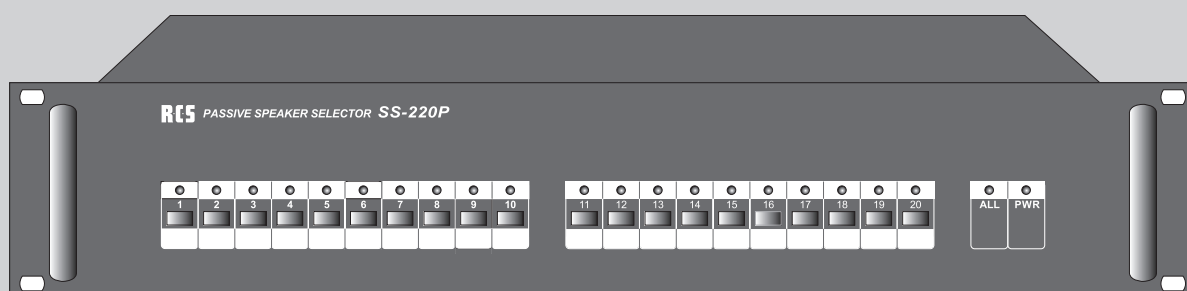 RCS PASSIVE SPEAKER SELECTOR SS-220P
1 2 3 4 5 6 7 8 9 10 11 12 13 14 15 16 17 18 19 20 ALL PWR